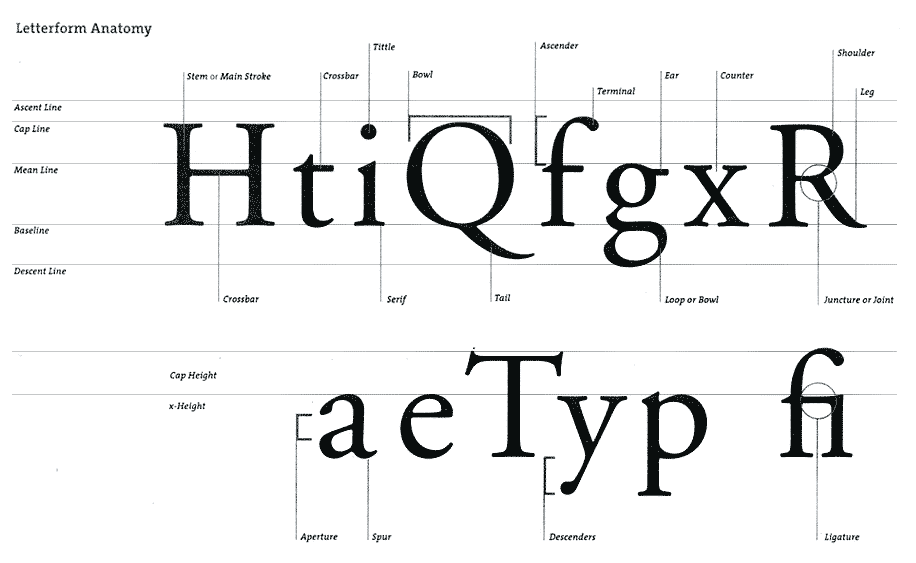 Letterform Anatomy
Tittle
Ascender
Shoulder
Stem or Main Stroke
Crossbar
Bowl
Ear
Counter
Terminal
Leg
Ascent Line
Cap Line
Mean Line
Baseline
Descent Line
HtiQfgxR
Crossbar
Serif
Tail
Loop or Bowl
Juncture or Joint
Cap Height
x-Height
aeTyp fi
Aperture
Spur
Descenders
Ligature